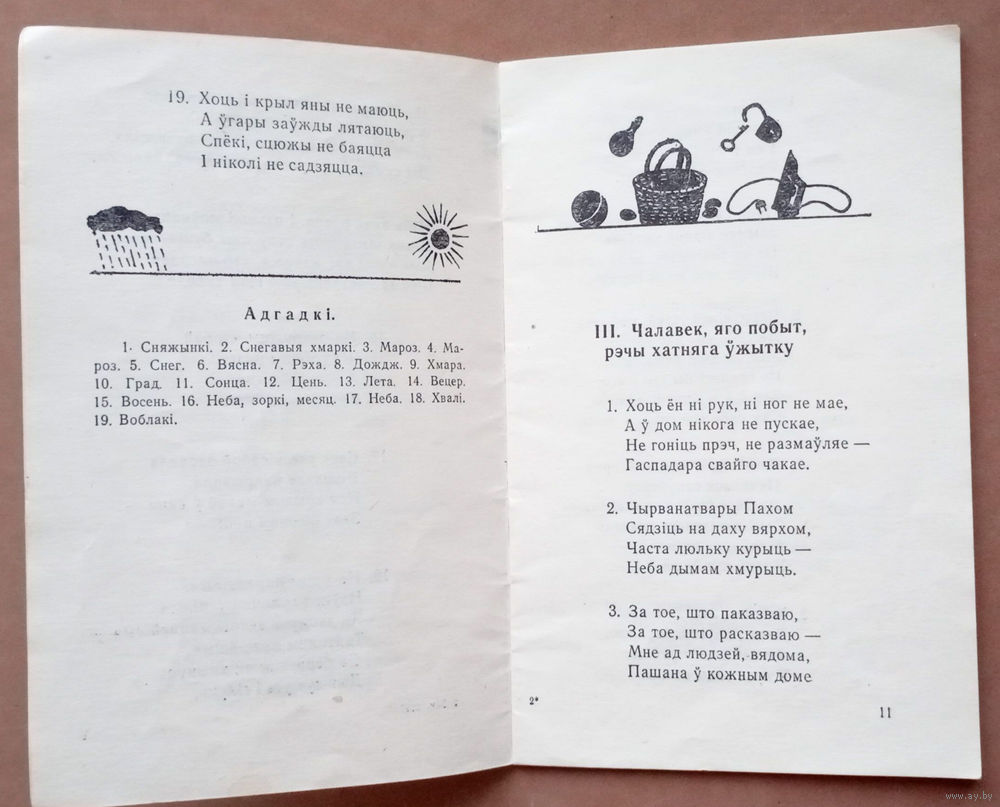 19. Хоць і крыл яны не маюць,
А ўгары заўжды лятаюць,
Спёкі, сцюжы не баяцца
І ніколі не садзяцца.
Адгадкі.
1. Сняжынкі. 2. Снегавыя хмаркі. 3. Мароз. 4. Ма-
роз. 5. Снег. 6. Вясна. 7. Рэха. 8. Дождж. 9. Хмара.
10. Град. 11. Сонца. 12. Цень. 13. Лета. 14. Вецер.
15. Восень. 16. Неба, зоркі, месяц. 17. Неба. 18. Хвалі.
19. Воблакі.
III. Чалавек, яго побыт,
рэчы хатняга ўжытку
1. Хоць ён ні рук, ні ног не мае,
А ў дом нікога не пускае,
Не гоніць прэч, не размаўляе —
Гаспадара свайго чакае.
2. Чырванатвары Пахом
Сядзіць на даху вярхом,
Часта люльку курыць —
Неба дымам хмурыць.
3. За тое, што паказваю,
За тое, што расказваю —
Мне ад людзей, вядома,
Пашана ў кожным доме
2*
11
www.ay.by